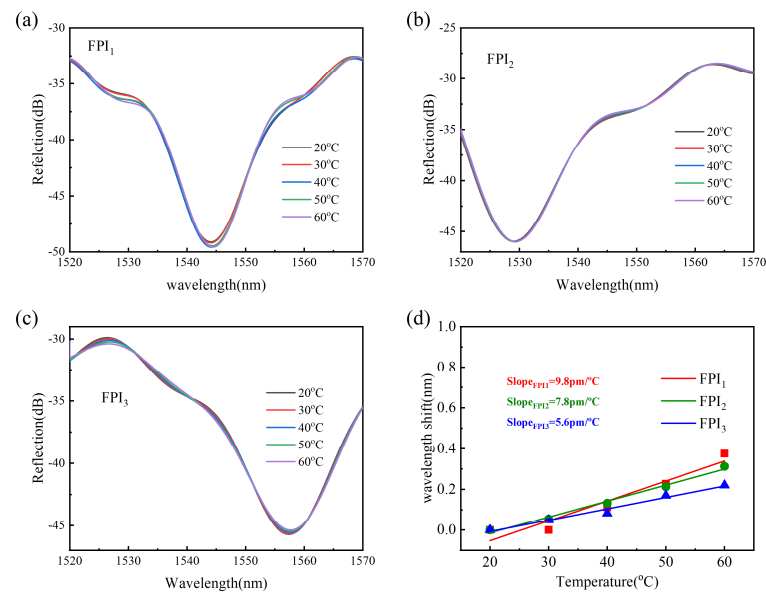 (a)
FPI1
Refelction(dB)
-30
-35
-40
-45
-50
20°C
30°C
40°C
50°C
60°C
1520 1530 1540 1550 1560 1570
wavelength(nm)
(b)
FPI2
Reflection(dB)
-25
-30
-35
-40
-45
20°C
30°C
40°C
50°C
60°C
1520 1530 1540 1550 1560 1570
Wavelength(nm)
(c)
FPI3
Reflection(dB)
-30
-35
-40
-45
20°C
30°C
40°C
50°C
60°C
1520 1530 1540 1550 1560 1570
Wavelength(nm)
(d)
wavelength shift(nm)
1.0
0.8
0.6
0.4
0.2
0.0
SlopeFPI1=9.8pm/°C
SlopeFPI2=7.8pm/°C
SlopeFPI3=5.6pm/°C
FPI1
FPI2
FPI3
20 30 40 50 60
Temperature(°C)